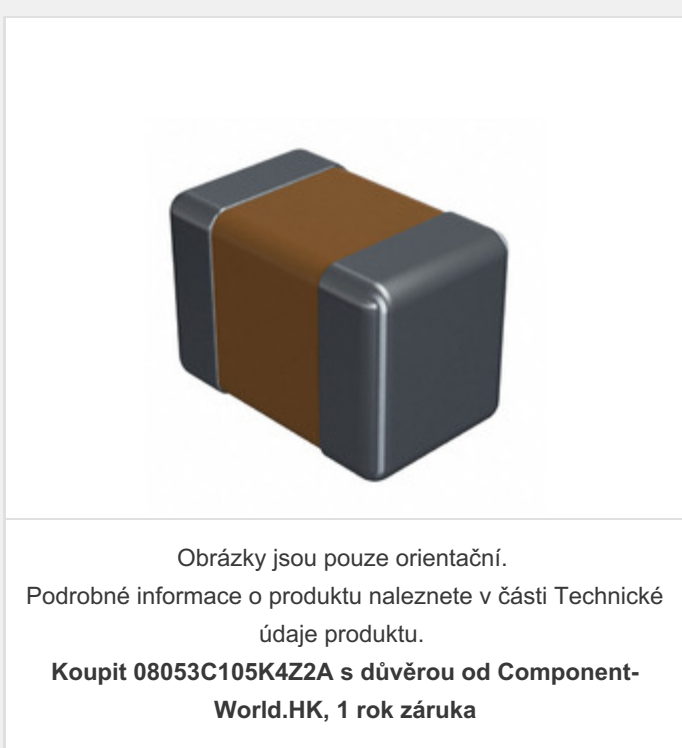 Obrázky jsou pouze orientační.
Podrobné informace o produktu naleznete v části Technické
údaje produktu.
Koupit 08053C105K4Z2A s důvěrou od Component-
World.HK, 1 rok záruka